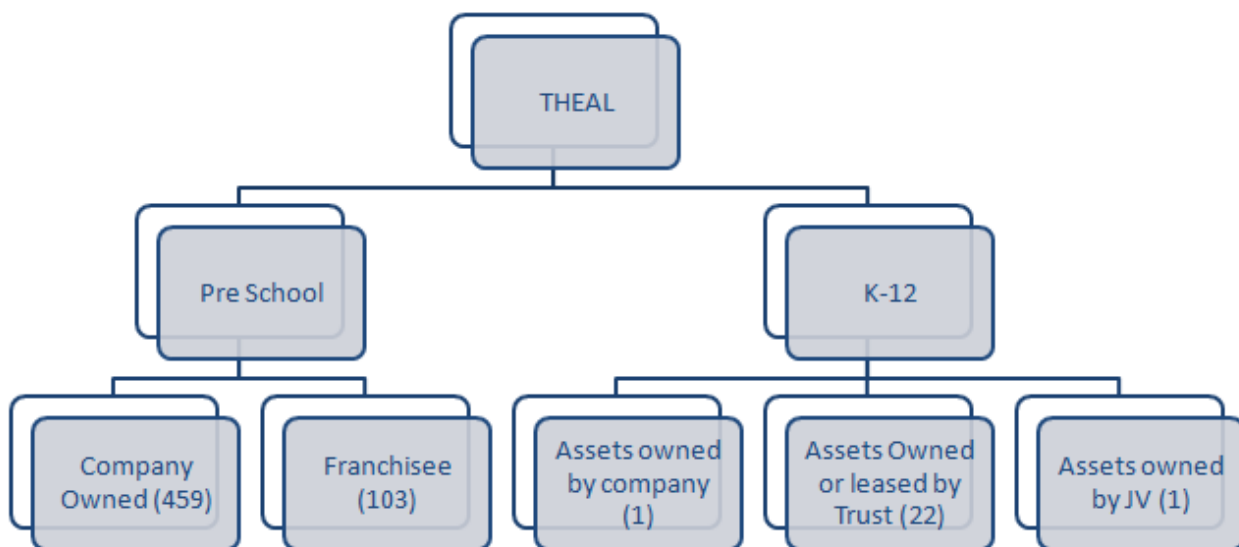 THEAL
Pre School
K-12
Company
Owned (459)
Franchisee
(103)
Assets owned
by company
(1)
Assets Owned
or leased by
Trust (22)
Assets owned
by JV (1)